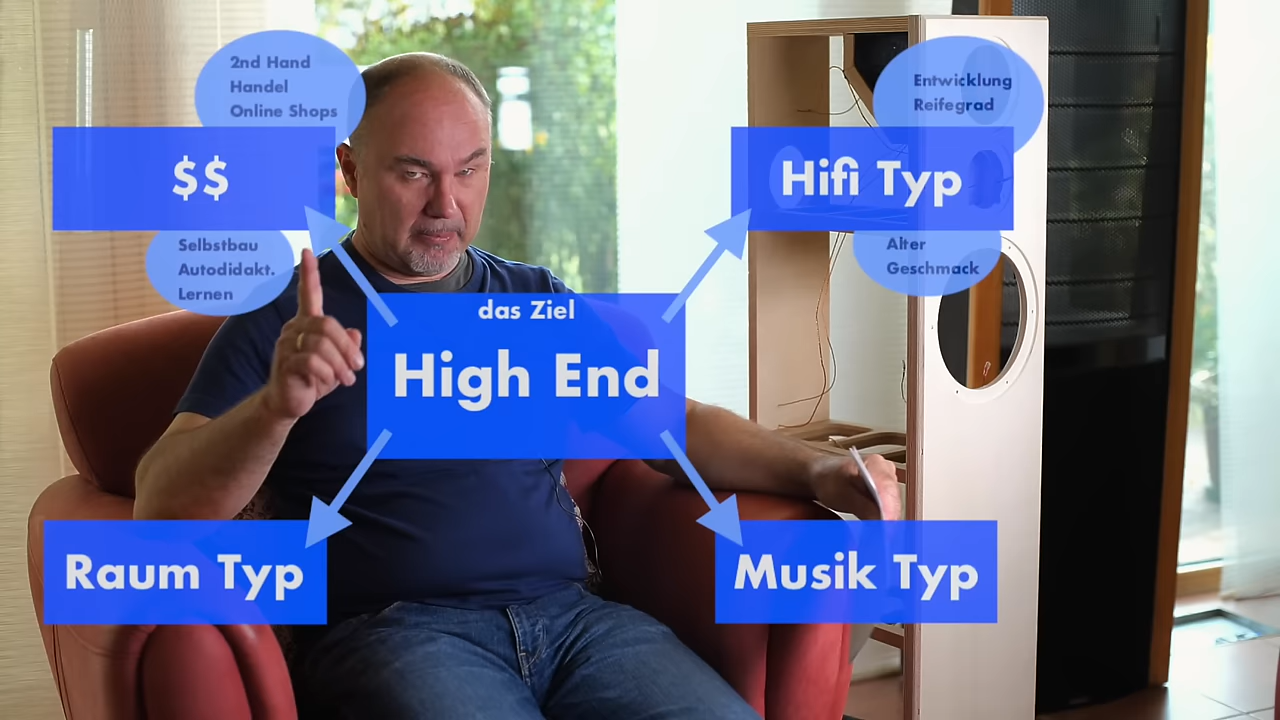 2nd Hand
Handel
Online Shops
$$
Selbstbau
Autodidakt.
Lernen
Entwicklung
Reifegrad
Hifi Typ
Alter
Geschmack
das Ziel
High End
Raum Typ
Musik Typ